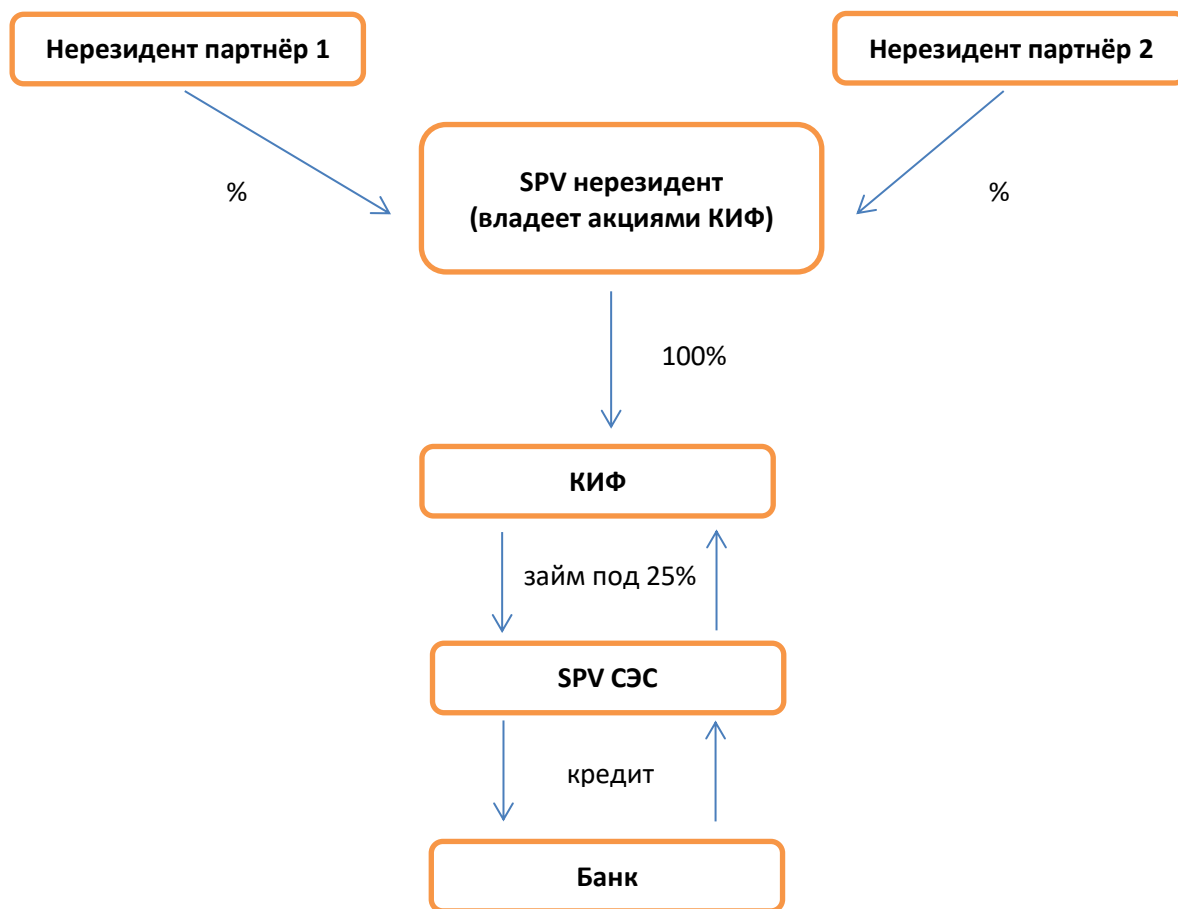 Нерезидент партнёр 1
Нерезидент партнёр 2
SPV нерезидент
(владеет акциями КИФ)
%
%
100%
КИФ
займ под 25%
SPV СЭС
кредит
Банк